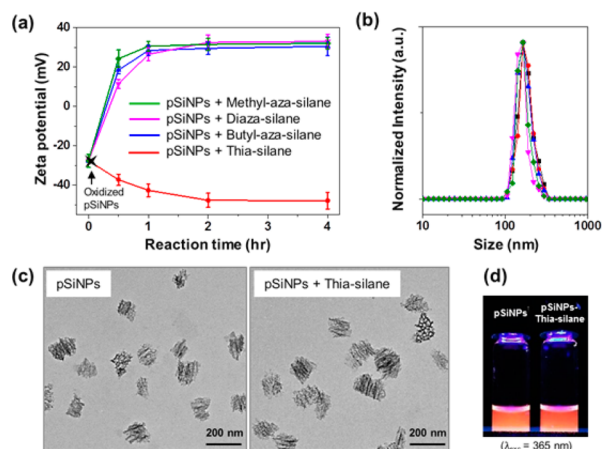 (a)
40
20
0
-20
-40
-60
Zeta potential (mV)
pSiNPs + Methyl-aza-silane
pSiNPs + Diaza-silane
pSiNPs + Butyl-aza-silane
pSiNPs + Thia-silane
Oxidized
pSiNPs
0
1
2
3
4
Reaction time (hr)
(b)
Normalized Intensity (a.u.)
10
100
1000
Size (nm)
(c)
pSiNPs
200 nm
pSiNPs + Thia-silane
200 nm
(d)
pSiNPs
pSiNPs-
Thia-silane
(λexc = 365 nm)